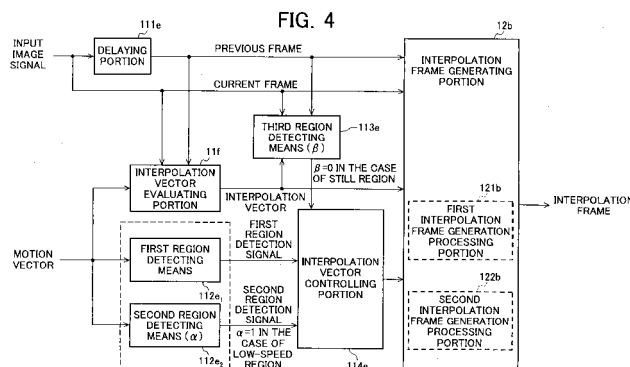 FIG. 4
12b
111e
INPUT
IMAGE
SIGNAL
DELAYING
PORTION
PREVIOUS FRAME
INTERPOLATION
FRAME GENERATING
PORTION
CURRENT FRAME
THIRD REGION
DETECTING
MEANS (β)
113e
11f
β=0 IN THE CASE
OF STILL REGION
INTERPOLATION
VECTOR
EVALUATING
PORTION
INTERPOLATION
VECTOR
121b
FIRST
INTERPOLATION
FRAME GENERATION
PROCESSING
PORTION
INTERPOLATION
FRAME
MOTION
VECTOR
FIRST REGION
DETECTING
MEANS
112e1
FIRST
REGION
DETECTION
SIGNAL
INTERPOLATION
VECTOR
CONTROLLING
PORTION
122b
SECOND
INTERPOLATION
FRAME GENERATION
PROCESSING
PORTION
SECOND REGION
DETECTING
MEANS (α)
112e2
SECOND
REGION
DETECTION
SIGNAL
α=1 IN THE
CASE OF
LOW-SPEED
REGION
114e